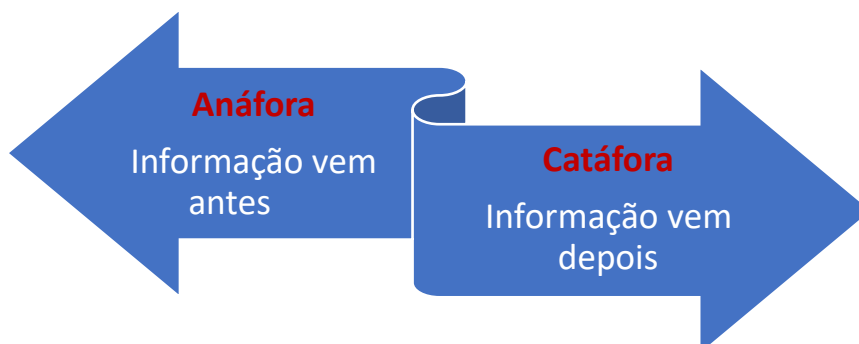 Anáfora
Informação vem
antes
Catáfora
Informação vem
depois